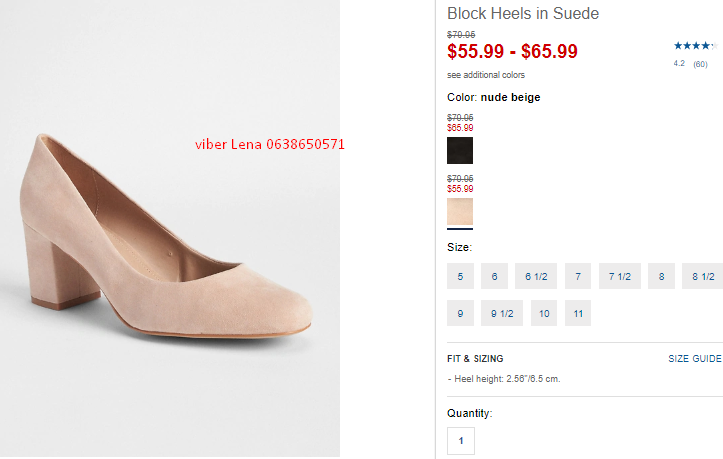 viber Lena 0638650571
Block Heels in Suede
$79.95
$55.99 - $65.99
4.2 (60)
see additional colors
Color: nude beige
$79.95
$65.99
$79.95
$55.99
Size:
5 6 6 1/2 7 7 1/2 8 8 1/2
9 9 1/2 10 11
FIT & SIZING SIZE GUIDE
- Heel height: 2.56"/6.5 cm.
Quantity:
1